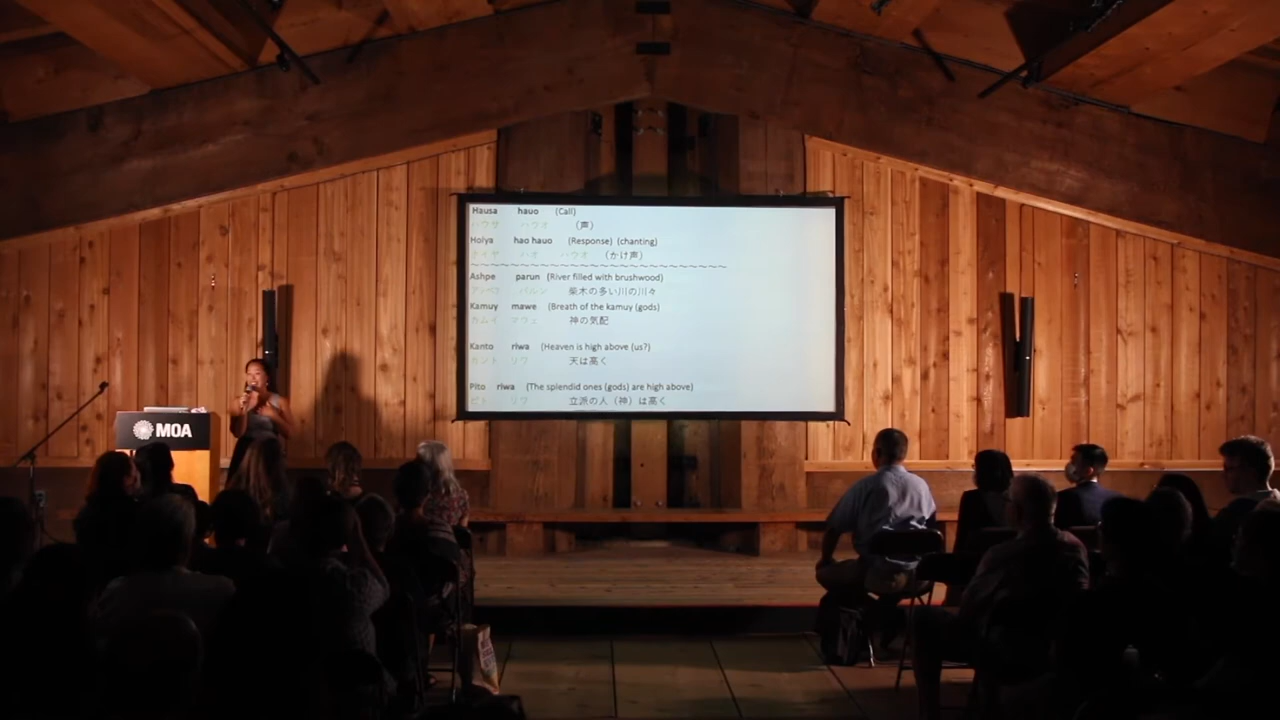 Hausa hauo (Call)
ハウサ ハウオ （声）
Hoiya hao hauo (Response) (chanting)
ホイヤ ハオ ハウオ （かけ声）
~~~~~~~~~~~~~~~~~~~~~~~~~~~~~~
Ashpe parun (River filled with brushwood)
アシペ パルン 柴木の多い川の川々
Kamuy mawe (Breath of the kamuy (gods)
カムイ マウェ 神の気配
Kanto riwa (Heaven is high above (us?)
カント リワ 天は高く
Pito riwa (The splendid ones (gods) are high above)
ピト リワ 立派の人（神）は高く
MOA